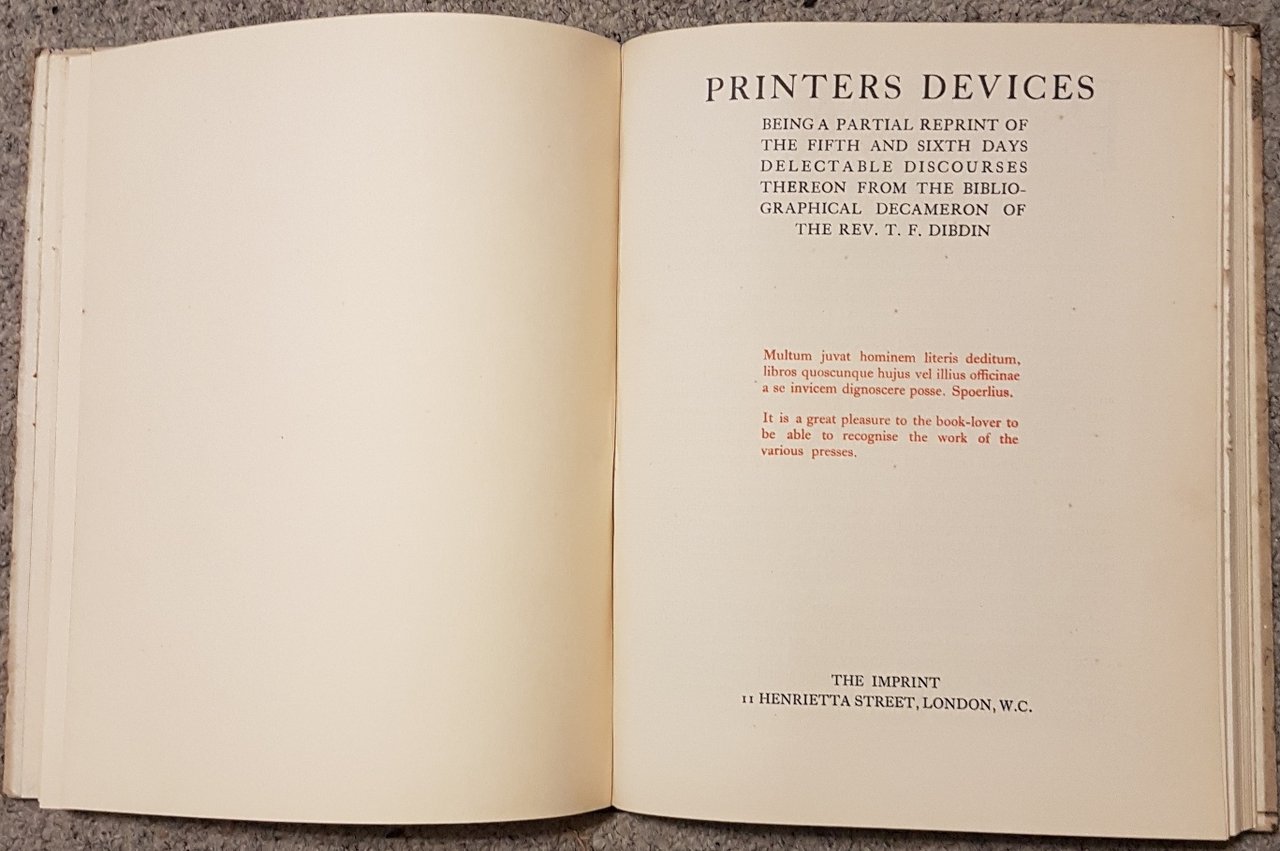 PRINTERS DEVICES
BEING A PARTIAL REPRINT OF
THE FIFTH AND SIXTH DAYS
DELECTABLE DISCOURSES
THEREON FROM THE BIBLIO-
GRAPHICAL DECAMERON OF
THE REV. T. F. DIBDIN
Multum juvat hominem literis deditum,
libros quoscunque hujus vel illius officinae
a se invicem dignoscere posse. Spoerlius.
It is a great pleasure to the book-lover to
be able to recognise the work of the
various presses.
THE IMPRINT
11 HENRIETTA STREET, LONDON, W.C.